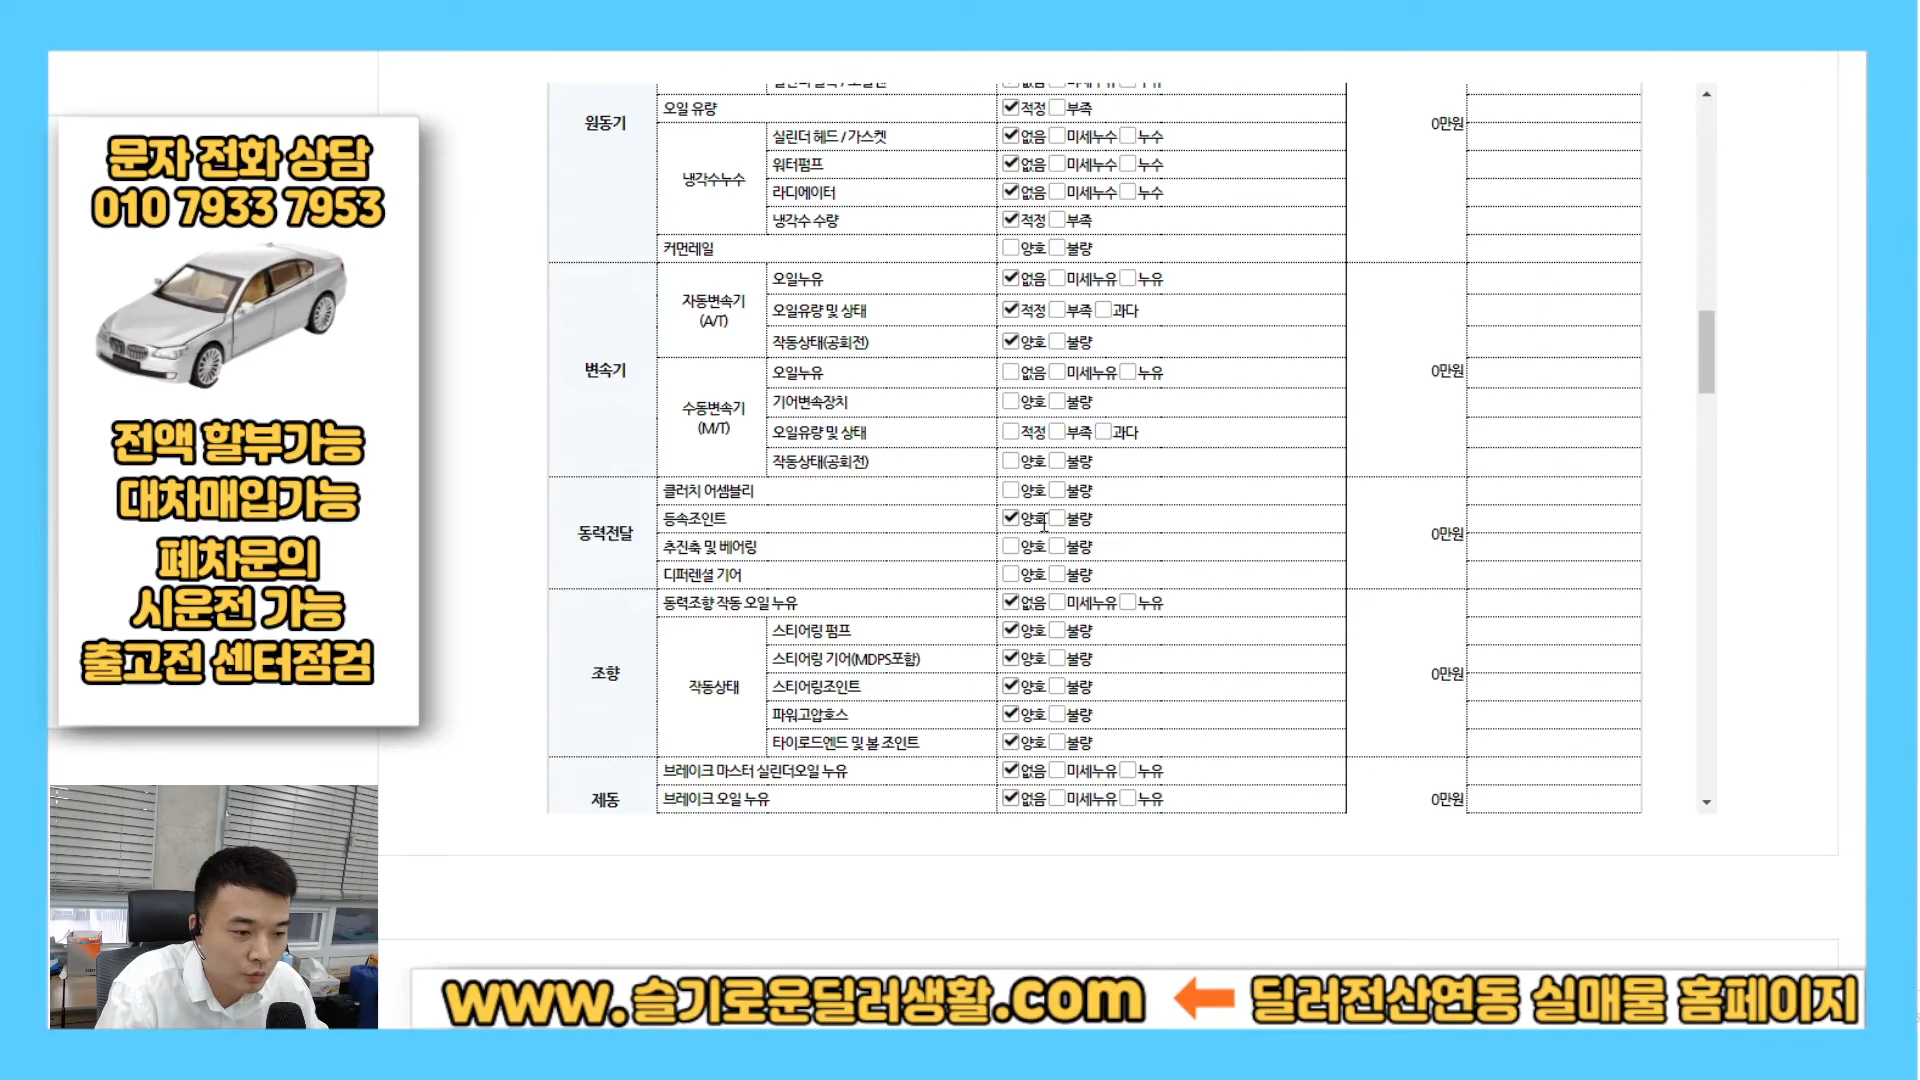 문자 전화 상담
010 7933 7953
전액 할부가능
대차매입가능
폐차문의
시운전 가능
출고전 센터점검
없음 미세누유 누유
원동기
오일 유량 적정 부족
0만원
냉각수누수
실린더 헤드 / 가스켓 없음 미세누수 누수
워터펌프 없음 미세누수 누수
라디에이터 없음 미세누수 누수
냉각수 수량 적정 부족
커먼레일 양호 불량
변속기
자동변속기
(A/T)
오일누유 없음 미세누유 누유
오일유량 및 상태 적정 부족 과다
작동상태(공회전) 양호 불량
0만원
수동변속기
(M/T)
오일누유 없음 미세누유 누유
기어변속장치 양호 불량
오일유량 및 상태 적정 부족 과다
작동상태(공회전) 양호 불량
동력전달
클러치 어셈블리 양호 불량
등속조인트 양호 불량
0만원
추진축 및 베어링 양호 불량
디퍼렌셜 기어 양호 불량
조향
동력조향 작동 오일 누유 없음 미세누유 누유
작동상태
스티어링 펌프 양호 불량
스티어링 기어(MDPS포함) 양호 불량
0만원
스티어링조인트 양호 불량
파워고압호스 양호 불량
타이로드엔드 및 볼 조인트 양호 불량
제동
브레이크 마스터 실린더오일 누유 없음 미세누유 누유
브레이크 오일 누유 없음 미세누유 누유
0만원
www.슬기로운딜러생활.com ← 딜러전산연동 실매물 홈페이지